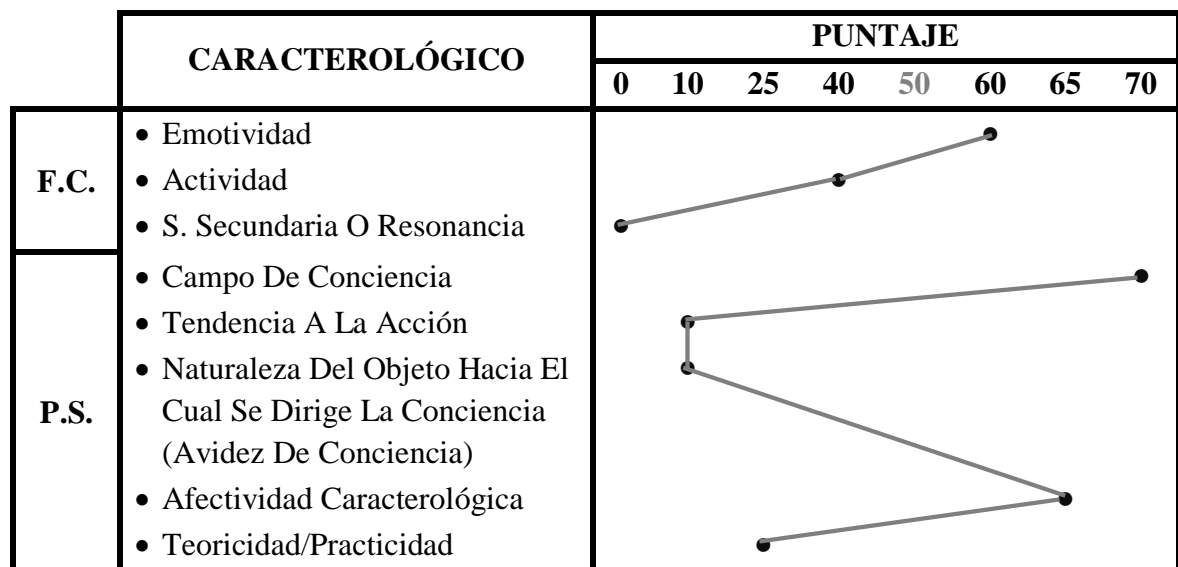 CARACTEROLÓGICO
PUNTAJE
0 10 25 40 50 60 65 70
F.C.
• Emotividad
• Actividad
• S. Secundaria O Resonancia
P.S.
• Campo De Conciencia
• Tendencia A La Acción
• Naturaleza Del Objeto Hacia El
Cual Se Dirige La Conciencia
(Avidez De Conciencia)
• Afectividad Caracterológica
• Teoricidad/Practicidad